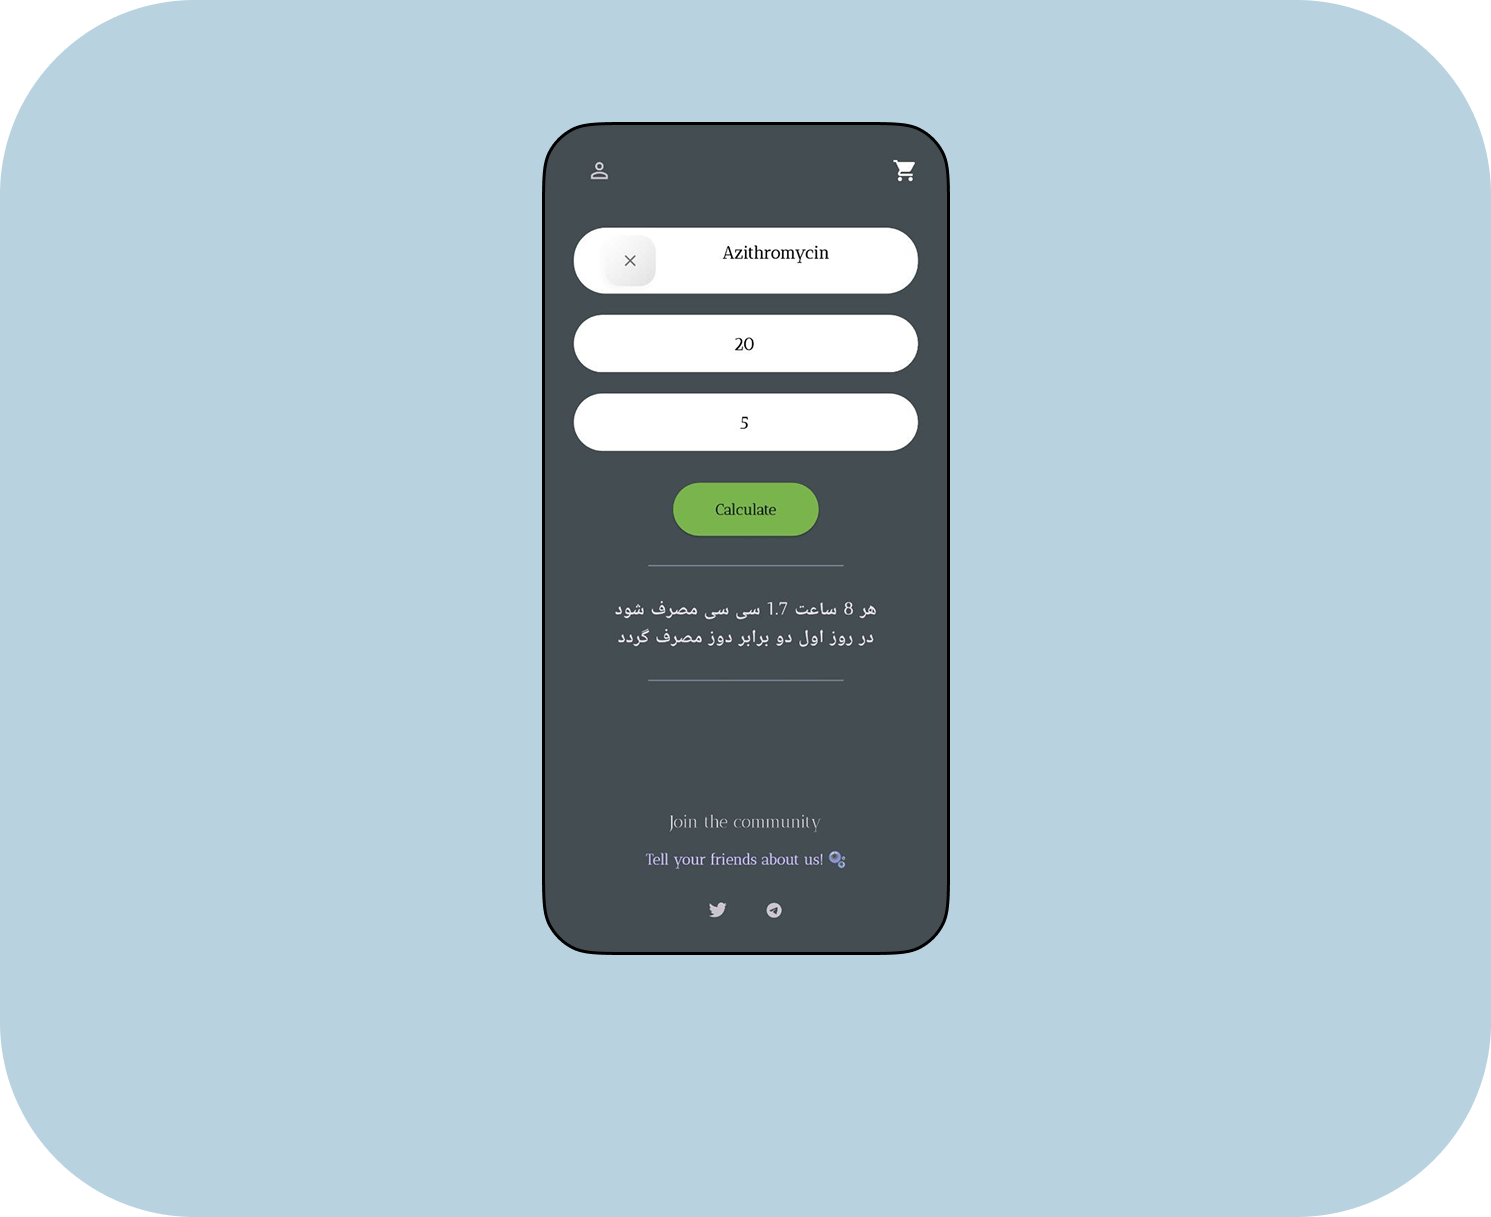 Azithromycin
20
5
Calculate
هر 8 ساعت 1.7 سی سی مصرف شود
در روز اول دو برابر دوز مصرف گردد
Join the community
Tell your friends about us!